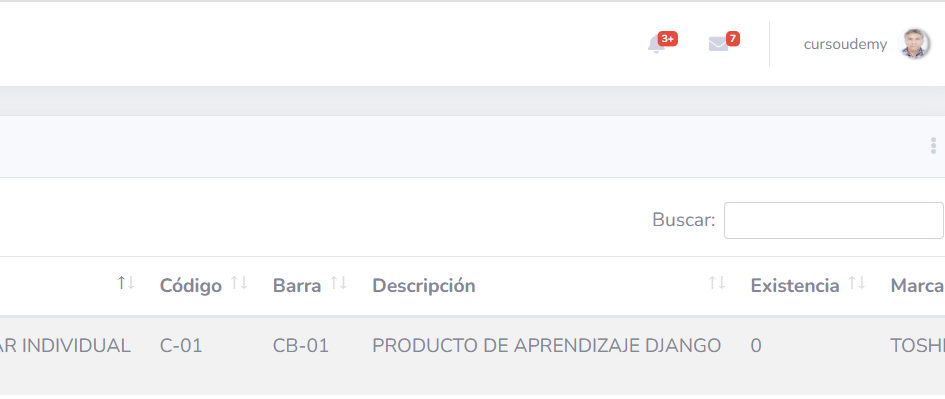 3+ 7 cursoudemy
Buscar:
Código Barra Descripción Existencia Marca
AR INDIVIDUAL C-01 CB-01 PRODUCTO DE APRENDIZAJE DJANGO 0 TOSHI